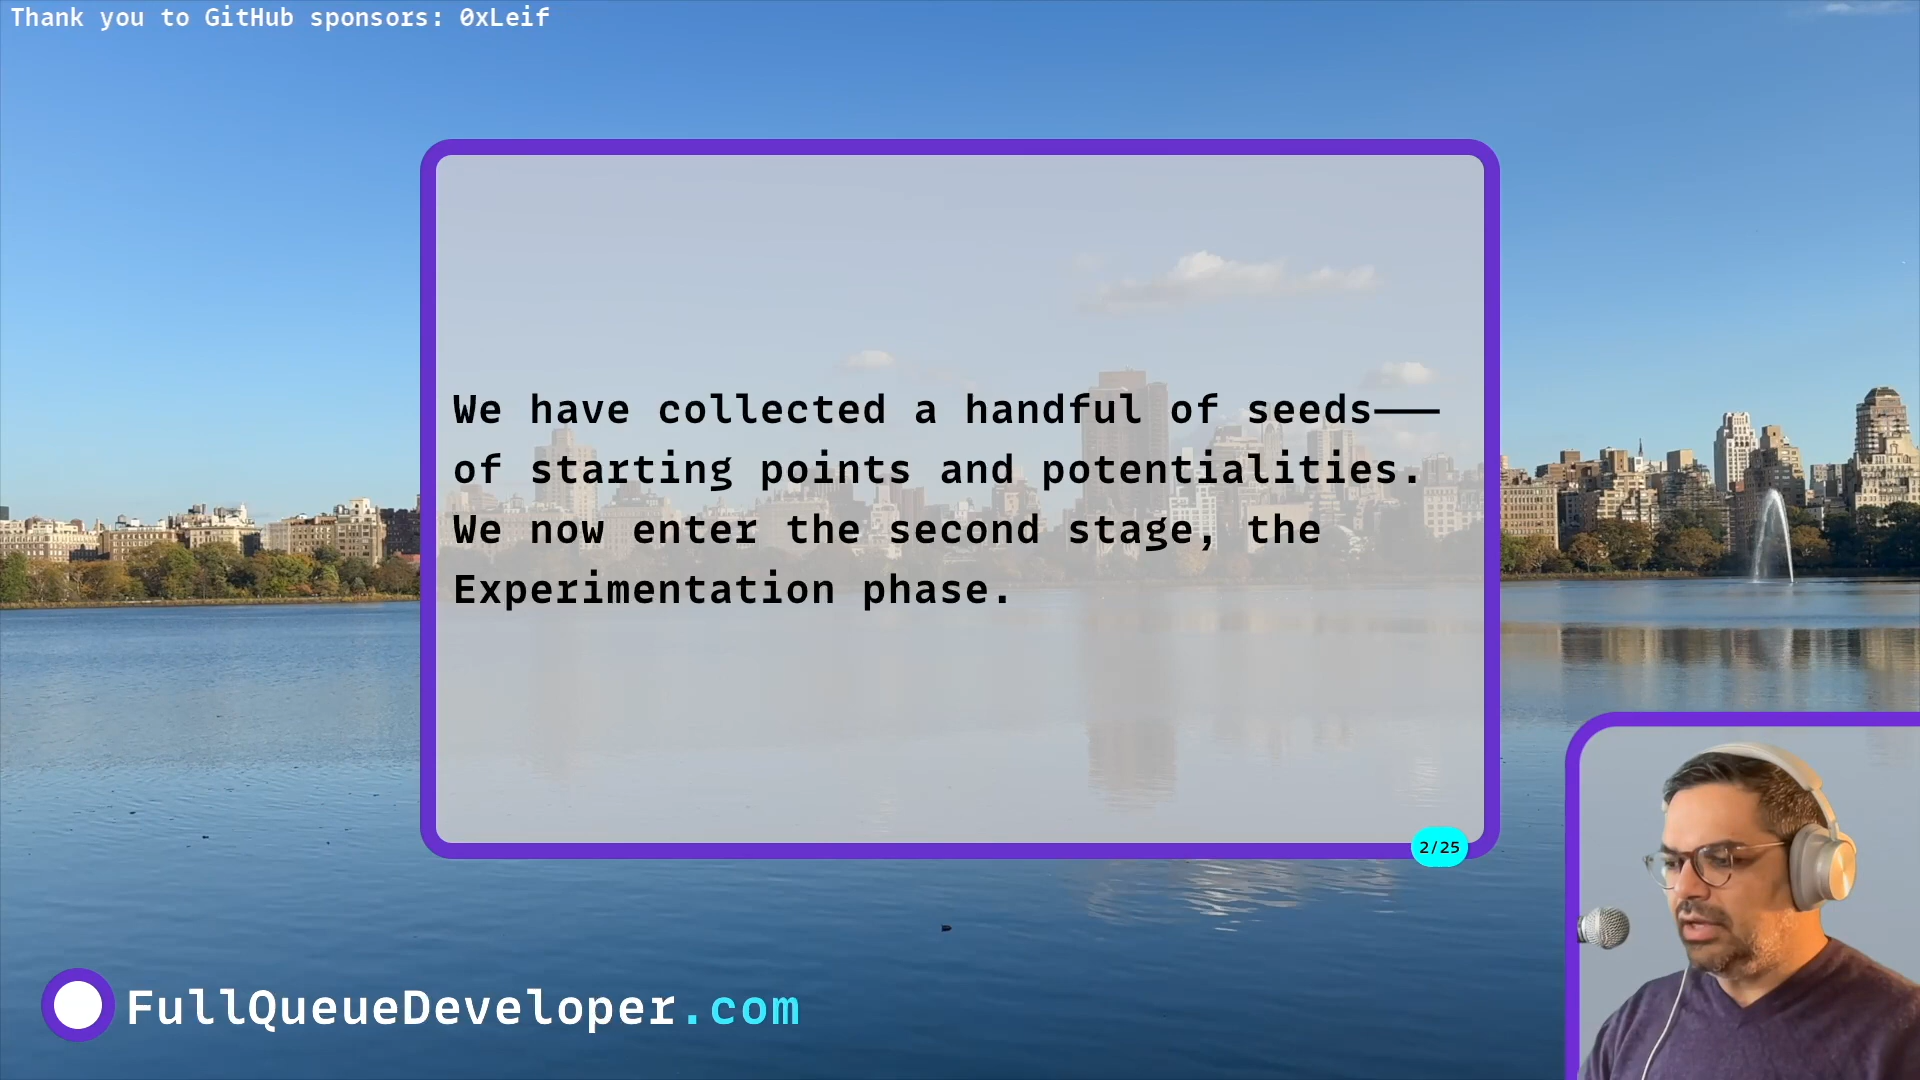 Thank you to GitHub sponsors: 0xLeif
We have collected a handful of seeds——
of starting points and potentialities.
We now enter the second stage, the
Experimentation phase.
2/25
FullQueueDeveloper.com